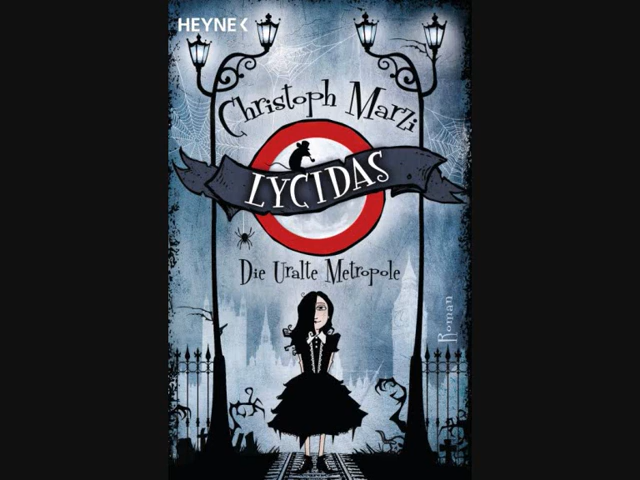 HEYNE<
Christoph Marzi
LYCIDAS
Die Uralte Metropole
Roman